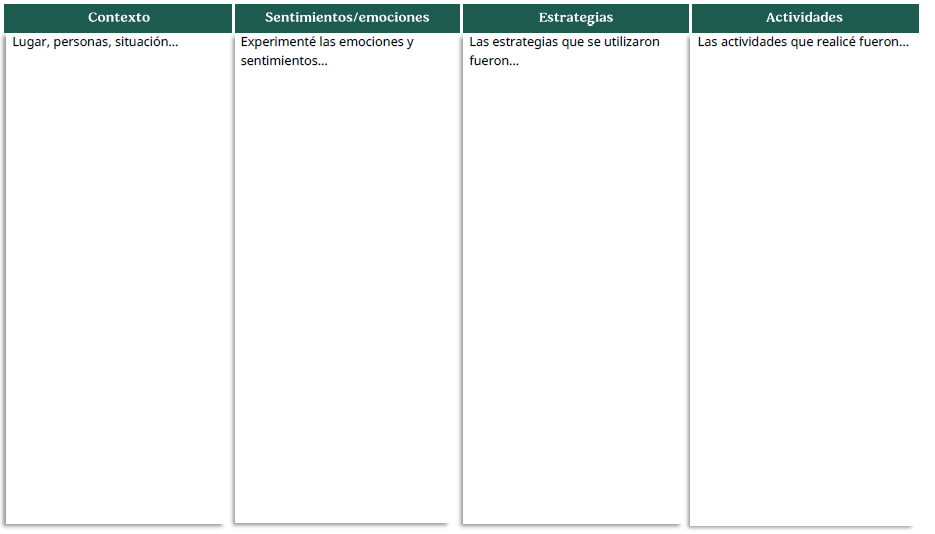 Contexto
Sentimientos/emociones
Estrategias
Actividades
Lugar, personas, situación...
Experimenté las emociones y
sentimientos...
Las estrategias que se utilizaron
fueron...
Las actividades que realicé fueron...